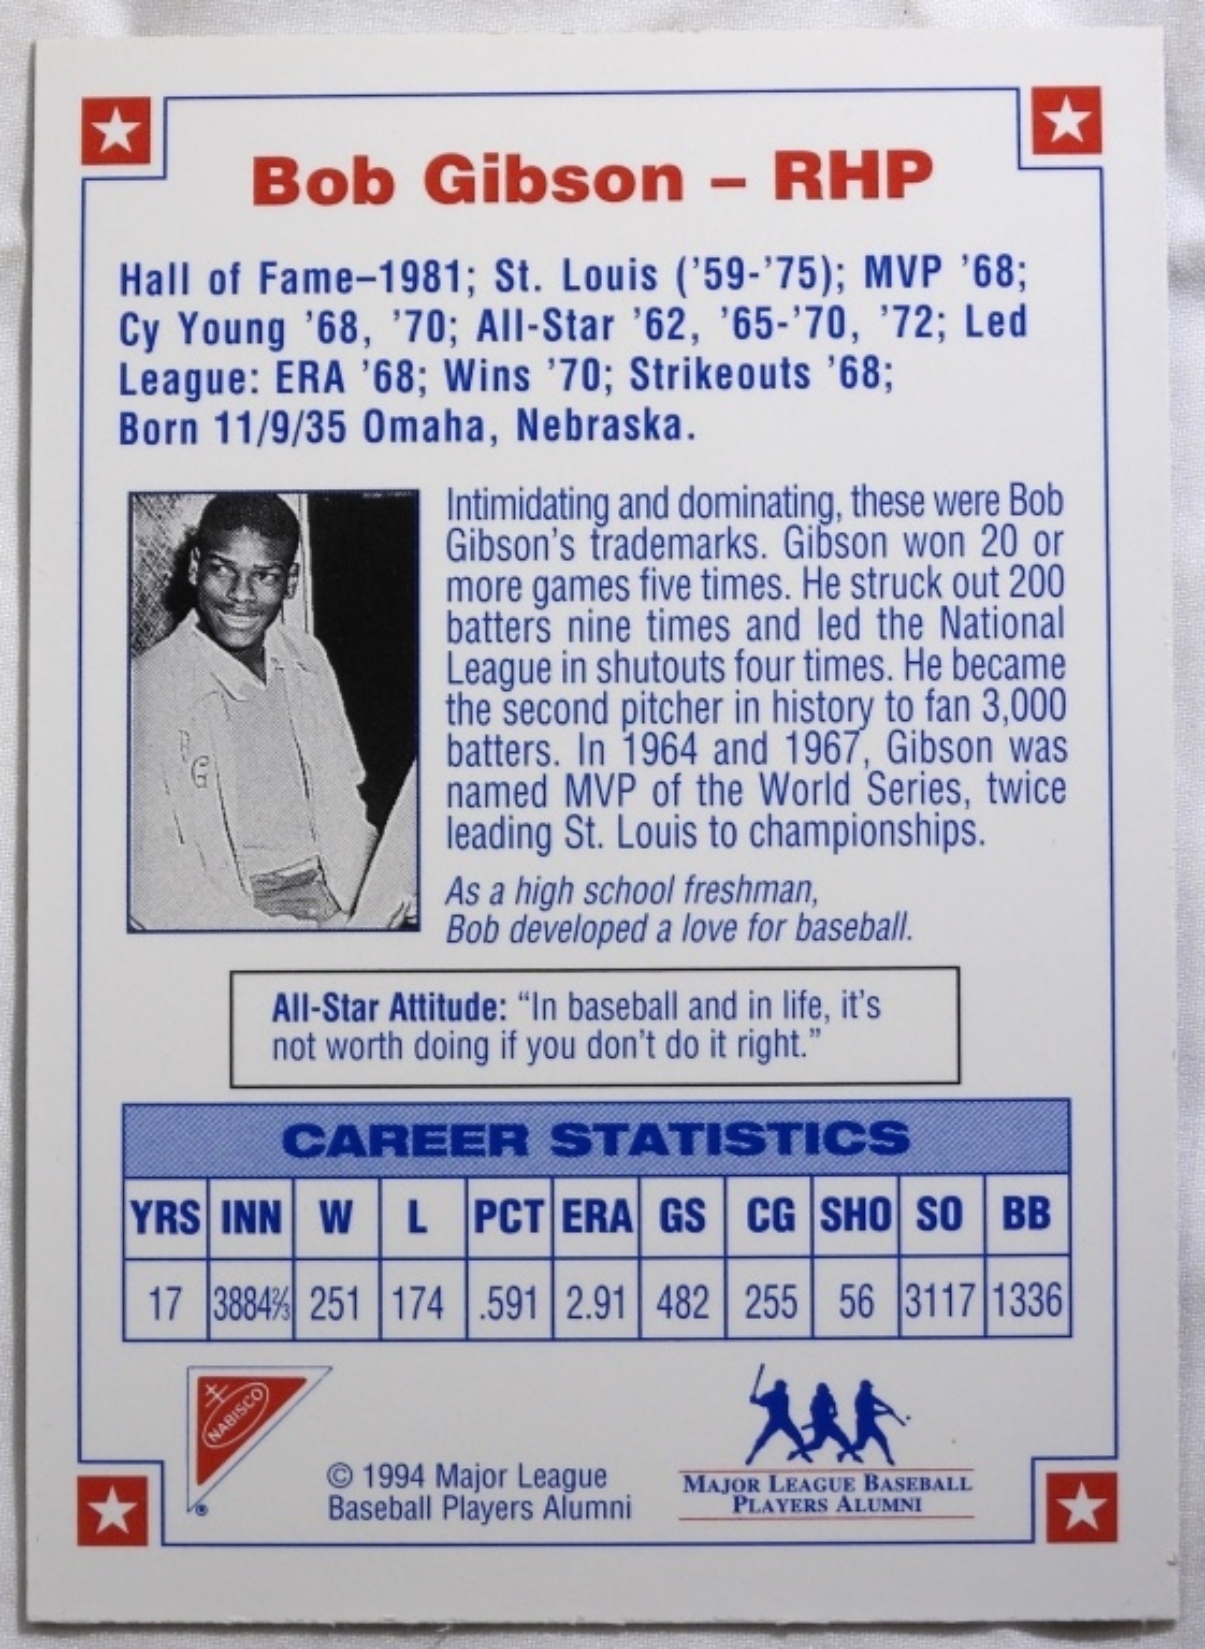 Bob Gibson – RHP
Hall of Fame–1981; St. Louis ('59-'75); MVP '68;
Cy Young '68, '70; All-Star '62, '65-'70, '72; Led
League: ERA '68; Wins '70; Strikeouts '68;
Born 11/9/35 Omaha, Nebraska.
Intimidating and dominating, these were Bob
Gibson's trademarks. Gibson won 20 or
more games five times. He struck out 200
batters nine times and led the National
League in shutouts four times. He became
the second pitcher in history to fan 3,000
batters. In 1964 and 1967, Gibson was
named MVP of the World Series, twice
leading St. Louis to championships.
As a high school freshman,
Bob developed a love for baseball.
All-Star Attitude: “In baseball and in life, it's
not worth doing if you don't do it right.”
CAREER STATISTICS
YRS INN W L PCT ERA GS CG SHO SO BB
17 3884⅔ 251 174 .591 2.91 482 255 56 3117 1336
NABISCO
®
© 1994 Major League
Baseball Players Alumni
MAJOR LEAGUE BASEBALL
PLAYERS ALUMNI